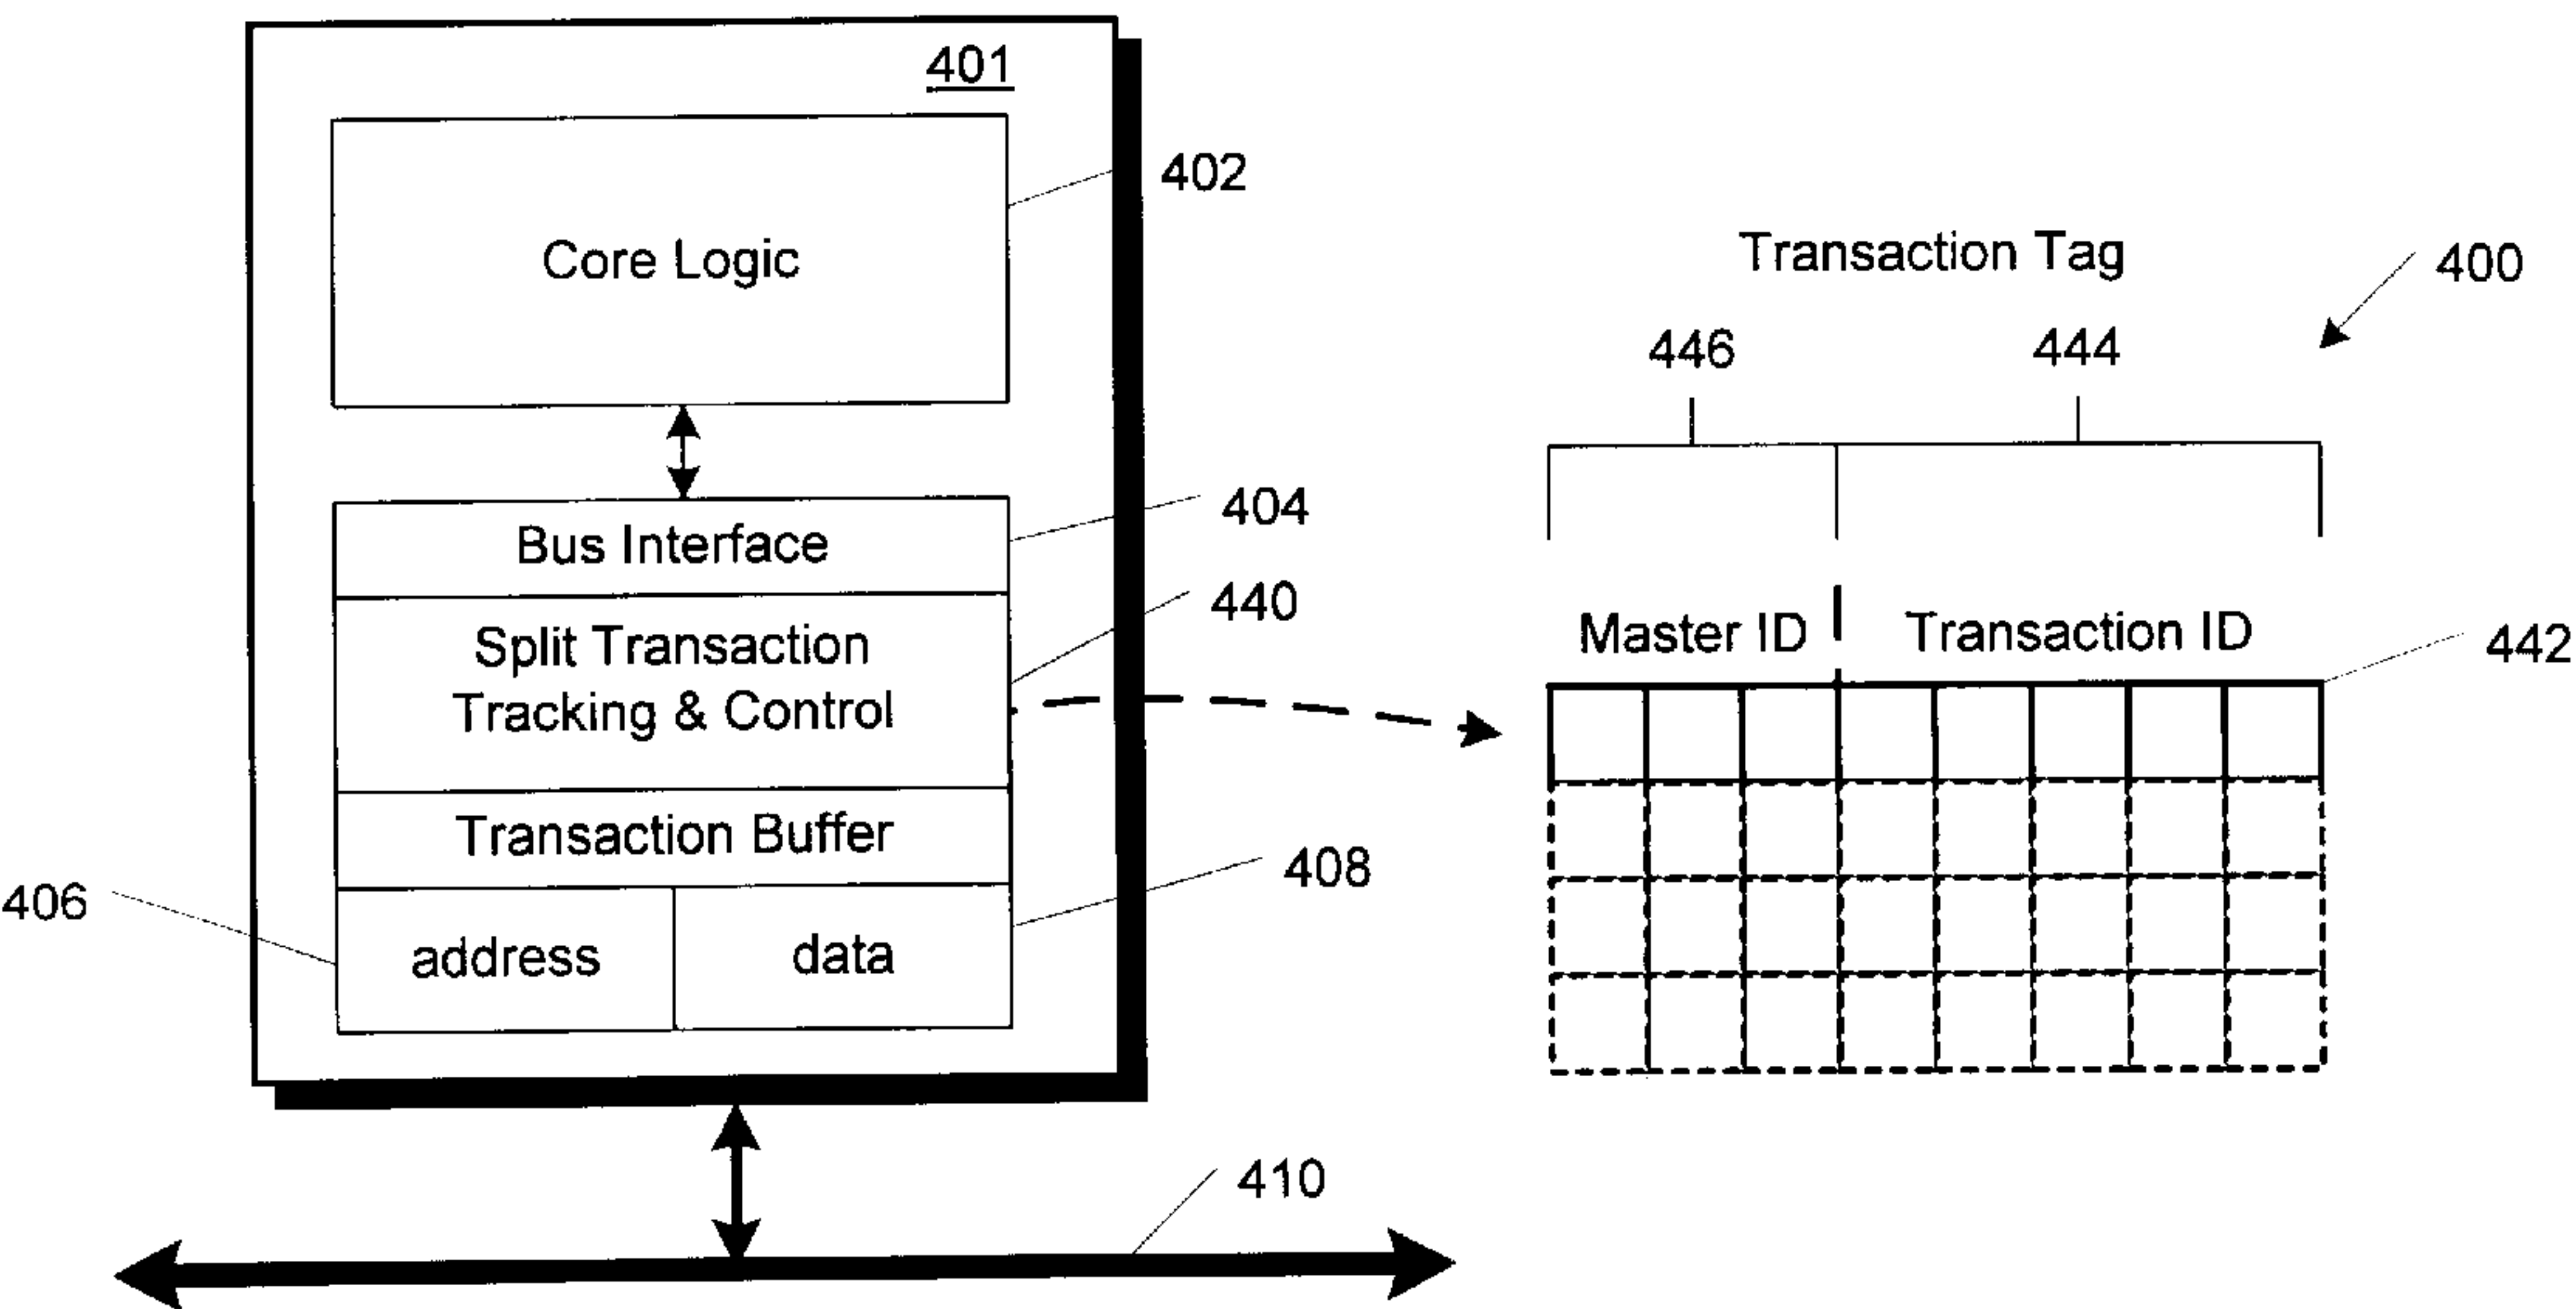 401
402
Core Logic
Transaction Tag
400
446
444
404
Bus Interface
440
Master ID
Transaction ID
442
Split Transaction
Tracking & Control
Transaction Buffer
408
406
address
data
410